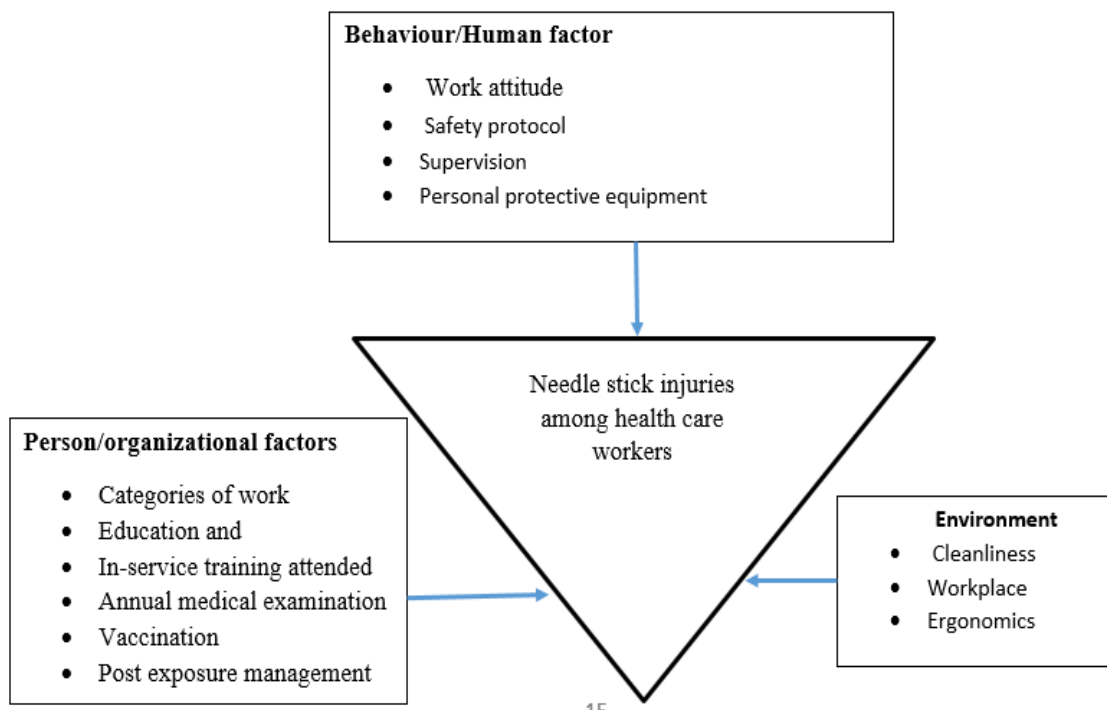 Behaviour/Human factor
• Work attitude
• Safety protocol
• Supervision
• Personal protective equipment
Needle stick injuries
among health care
workers
Person/organizational factors
• Categories of work
• Education and
• In-service training attended
• Annual medical examination
• Vaccination
• Post exposure management
Environment
• Cleanliness
• Workplace
• Ergonomics